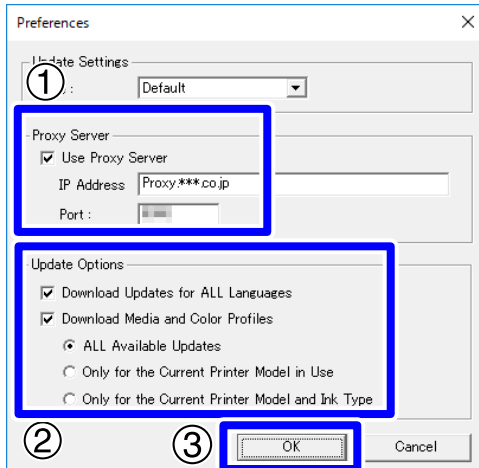 Preferences
Update Settings
①
:
Default
Proxy Server
Use Proxy Server
IP Address
Proxy.***.co.jp
Port :
Update Options
Download Updates for ALL Languages
Download Media and Color Profiles
ALL Available Updates
Only for the Current Printer Model in Use
Only for the Current Printer Model and Ink Type
②
③
OK
Cancel